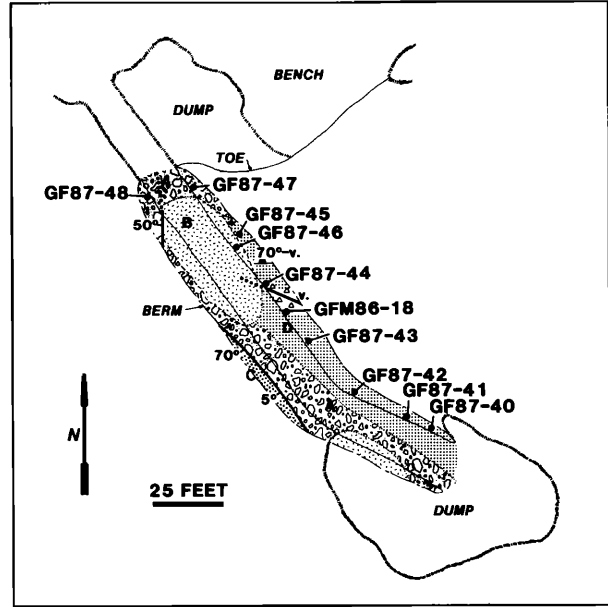 BENCH
DUMP
TOE
GF87-47
GF87-48
GF87-45
B
GF87-46
50°
70°-v.
GF87-44
v.
BERM
GFM86-18
D
GF87-43
70°
GF87-42
C
5°
GF87-41
GF87-40
N
25 FEET
DUMP